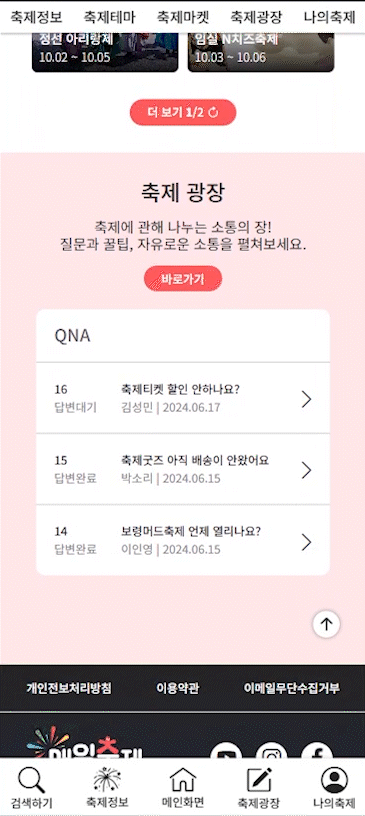 축제정보 축제테마 축제마켓 축제광장 나의축제
정선 아리랑제 임실 N치즈축제
10.02 ~ 10.05 10.03 ~ 10.06
더 보기 1/2
축제 광장
축제에 관해 나누는 소통의 장!
질문과 꿀팁, 자유로운 소통을 펼쳐보세요.
바로가기
QNA
16 축제티켓 할인 안하나요?
답변대기 김성민 | 2024.06.17
15 축제굿즈 아직 배송이 안왔어요
답변완료 박소리 | 2024.06.15
14 보령머드축제 언제 열리나요?
답변완료 이인영 | 2024.06.15
개인전보처리방침 이용약관 이메일무단수집거부
매일축제
검색하기 축제정보 메인화면 축제광장 나의축제